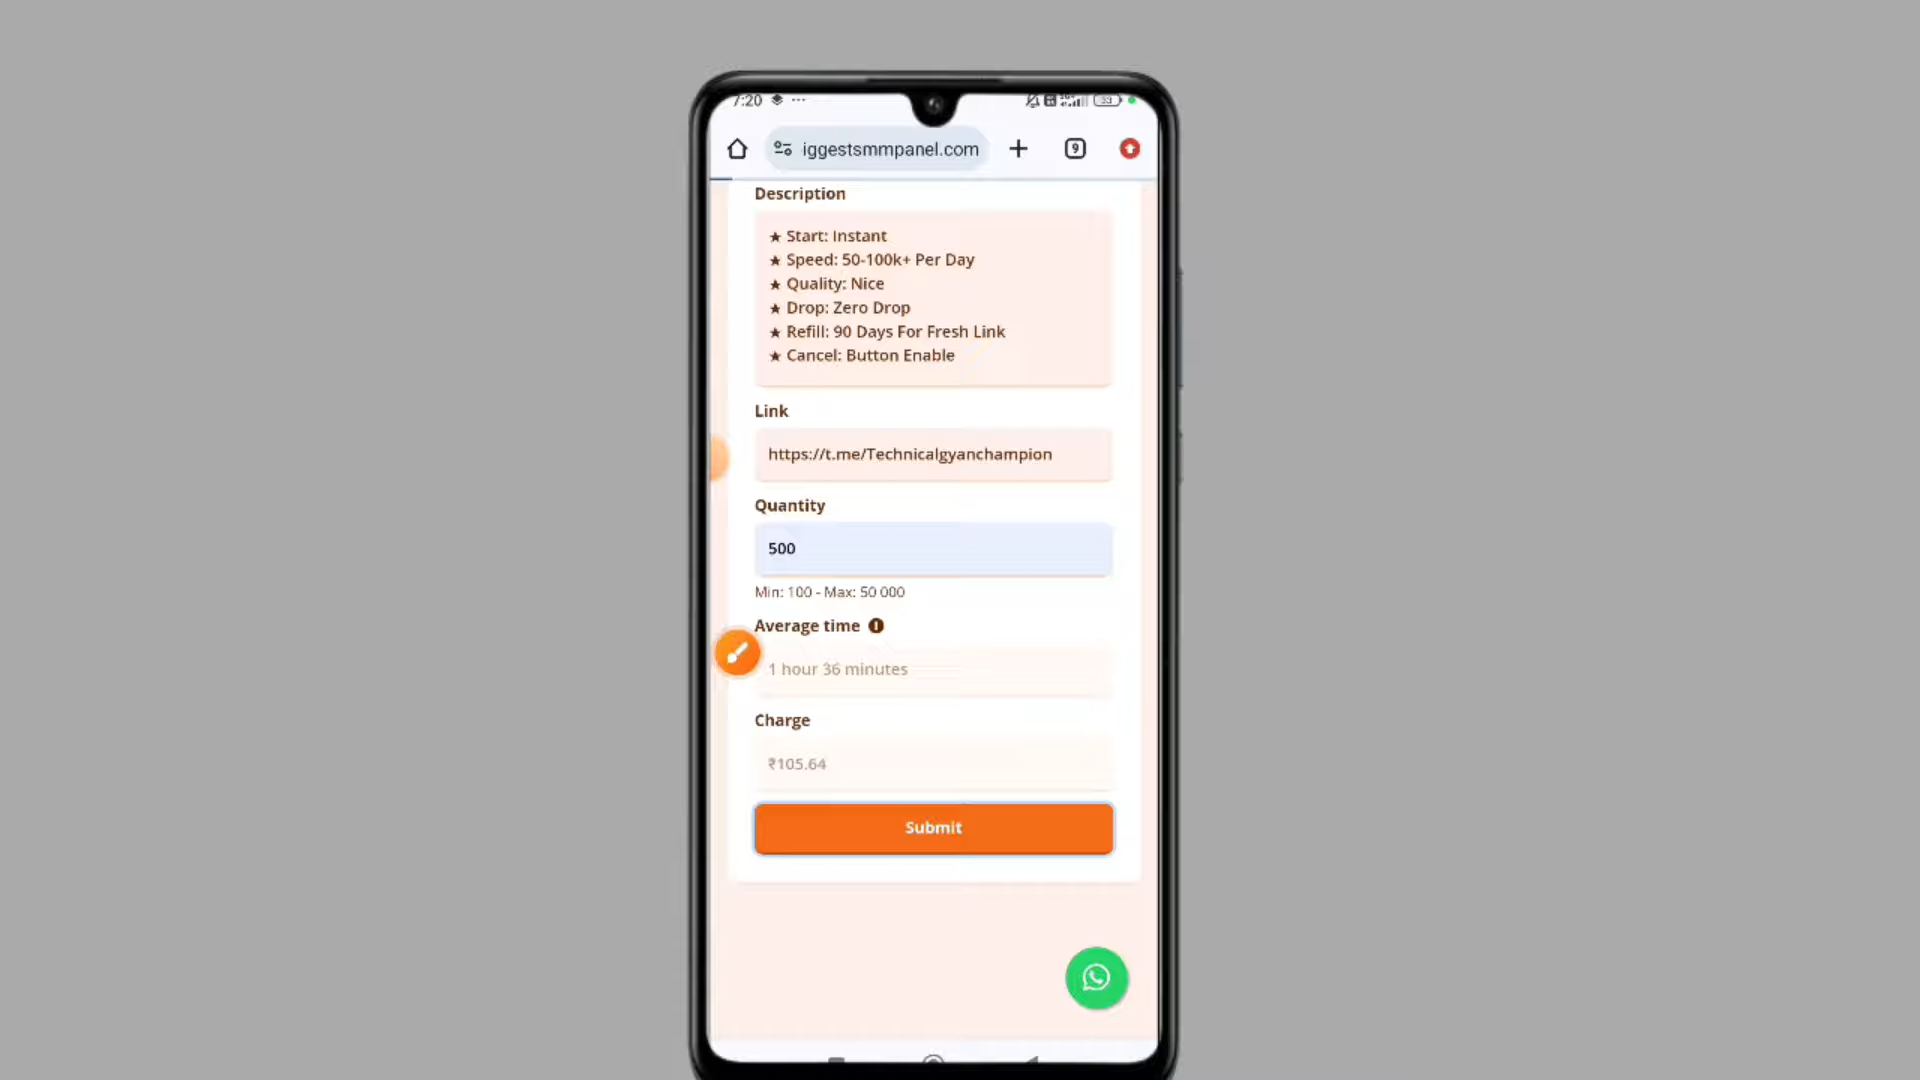 7:20 ···
33
iggestsmmpanel.com
9
Description
★ Start: Instant
★ Speed: 50-100k+ Per Day
★ Quality: Nice
★ Drop: Zero Drop
★ Refill: 90 Days For Fresh Link
★ Cancel: Button Enable
Link
https://t.me/Technicalgyanchampion
Quantity
500
Min: 100 - Max: 50 000
Average time
1 hour 36 minutes
Charge
₹105.64
Submit